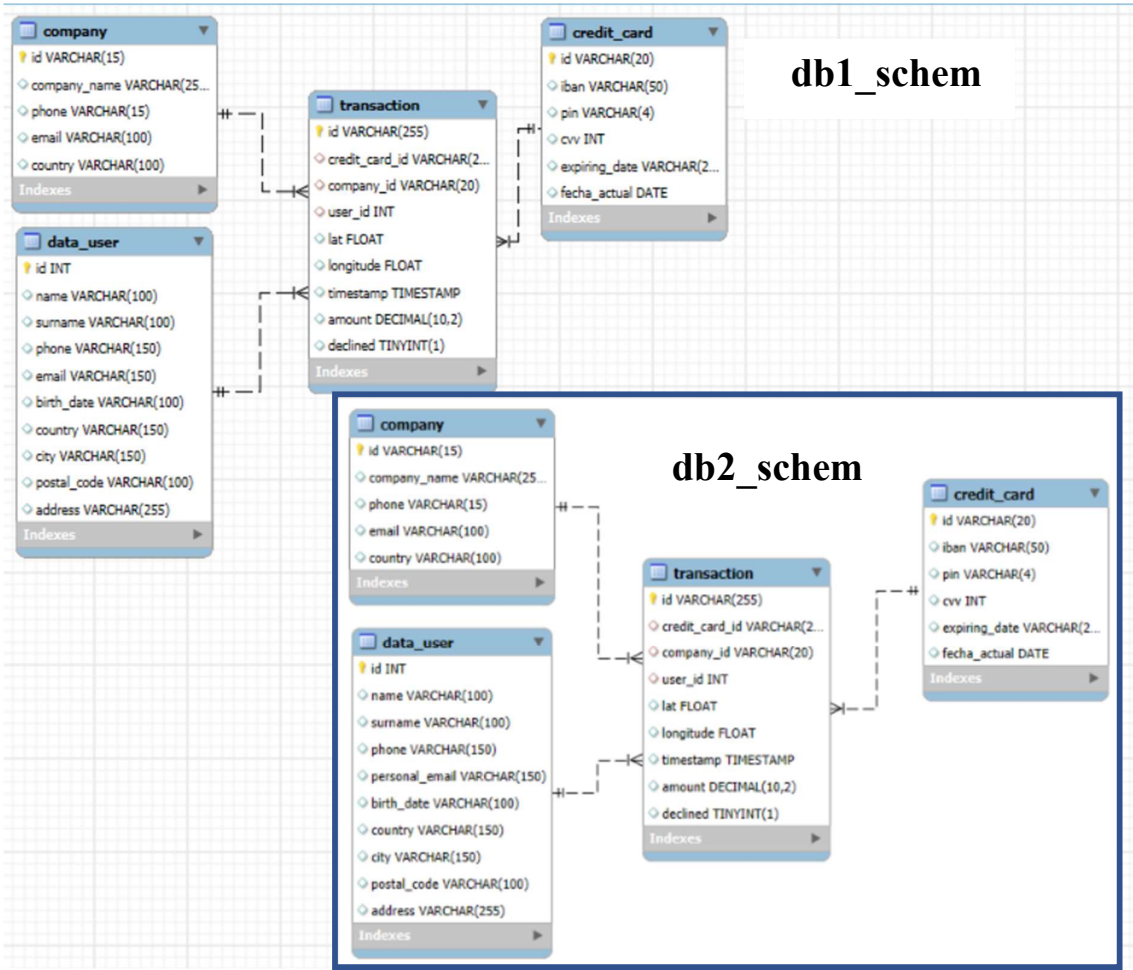 company
id VARCHAR(15)
company_name VARCHAR(25...
phone VARCHAR(15)
email VARCHAR(100)
country VARCHAR(100)
Indexes
data_user
id INT
name VARCHAR(100)
surname VARCHAR(100)
phone VARCHAR(150)
email VARCHAR(150)
birth_date VARCHAR(100)
country VARCHAR(150)
city VARCHAR(150)
postal_code VARCHAR(100)
address VARCHAR(255)
Indexes
transaction
id VARCHAR(255)
credit_card_id VARCHAR(2...
company_id VARCHAR(20)
user_id INT
lat FLOAT
longitude FLOAT
timestamp TIMESTAMP
amount DECIMAL(10,2)
declined TINYINT(1)
Indexes
credit_card
id VARCHAR(20)
iban VARCHAR(50)
pin VARCHAR(4)
cvv INT
expiring_date VARCHAR(2...
fecha_actual DATE
Indexes
db1_schem
company
id VARCHAR(15)
company_name VARCHAR(25...
phone VARCHAR(15)
email VARCHAR(100)
country VARCHAR(100)
Indexes
data_user
id INT
name VARCHAR(100)
surname VARCHAR(100)
phone VARCHAR(150)
personal_email VARCHAR(150)
birth_date VARCHAR(100)
country VARCHAR(150)
city VARCHAR(150)
postal_code VARCHAR(100)
address VARCHAR(255)
Indexes
db2_schem
transaction
id VARCHAR(255)
credit_card_id VARCHAR(2...
company_id VARCHAR(20)
user_id INT
lat FLOAT
longitude FLOAT
timestamp TIMESTAMP
amount DECIMAL(10,2)
declined TINYINT(1)
Indexes
credit_card
id VARCHAR(20)
iban VARCHAR(50)
pin VARCHAR(4)
cvv INT
expiring_date VARCHAR(2...
fecha_actual DATE
Indexes